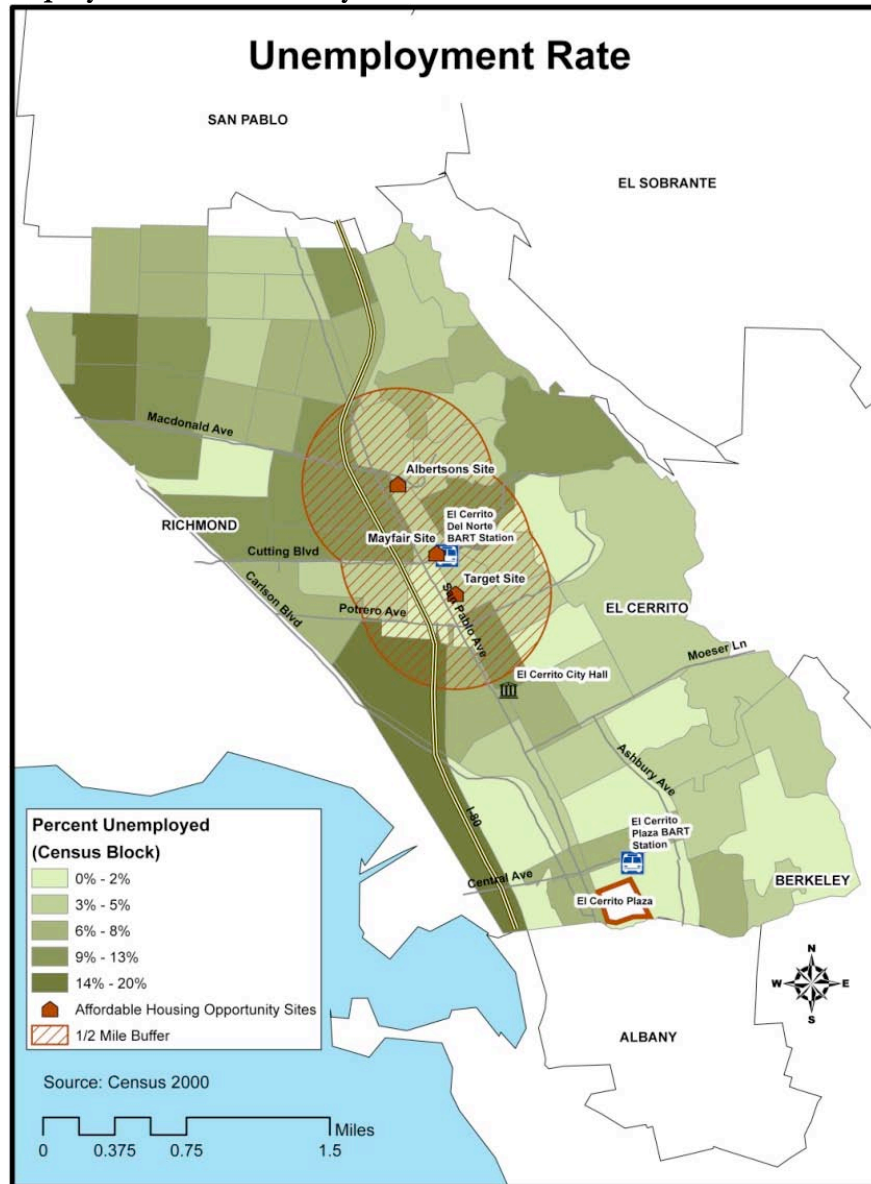 Unemployment Rate
SAN PABLO
EL SOBRANTE
Macdonald Ave
Albertsons Site
RICHMOND
El Cerrito
Del Norte
BART Station
Mayfair Site
Cutting Blvd
Target Site
Carlson Blvd
Potrero Ave
San Pablo Ave
EL CERRITO
Moeser Ln
El Cerrito City Hall
Ashbury Ave
I-80
El Cerrito
Plaza BART
Station
Central Ave
BERKELEY
El Cerrito Plaza
Percent Unemployed
(Census Block)
0% - 2%
3% - 5%
6% - 8%
9% - 13%
14% - 20%
Affordable Housing Opportunity Sites
1/2 Mile Buffer
N
W
E
S
ALBANY
Source: Census 2000
Miles
0
0.375
0.75
1.5